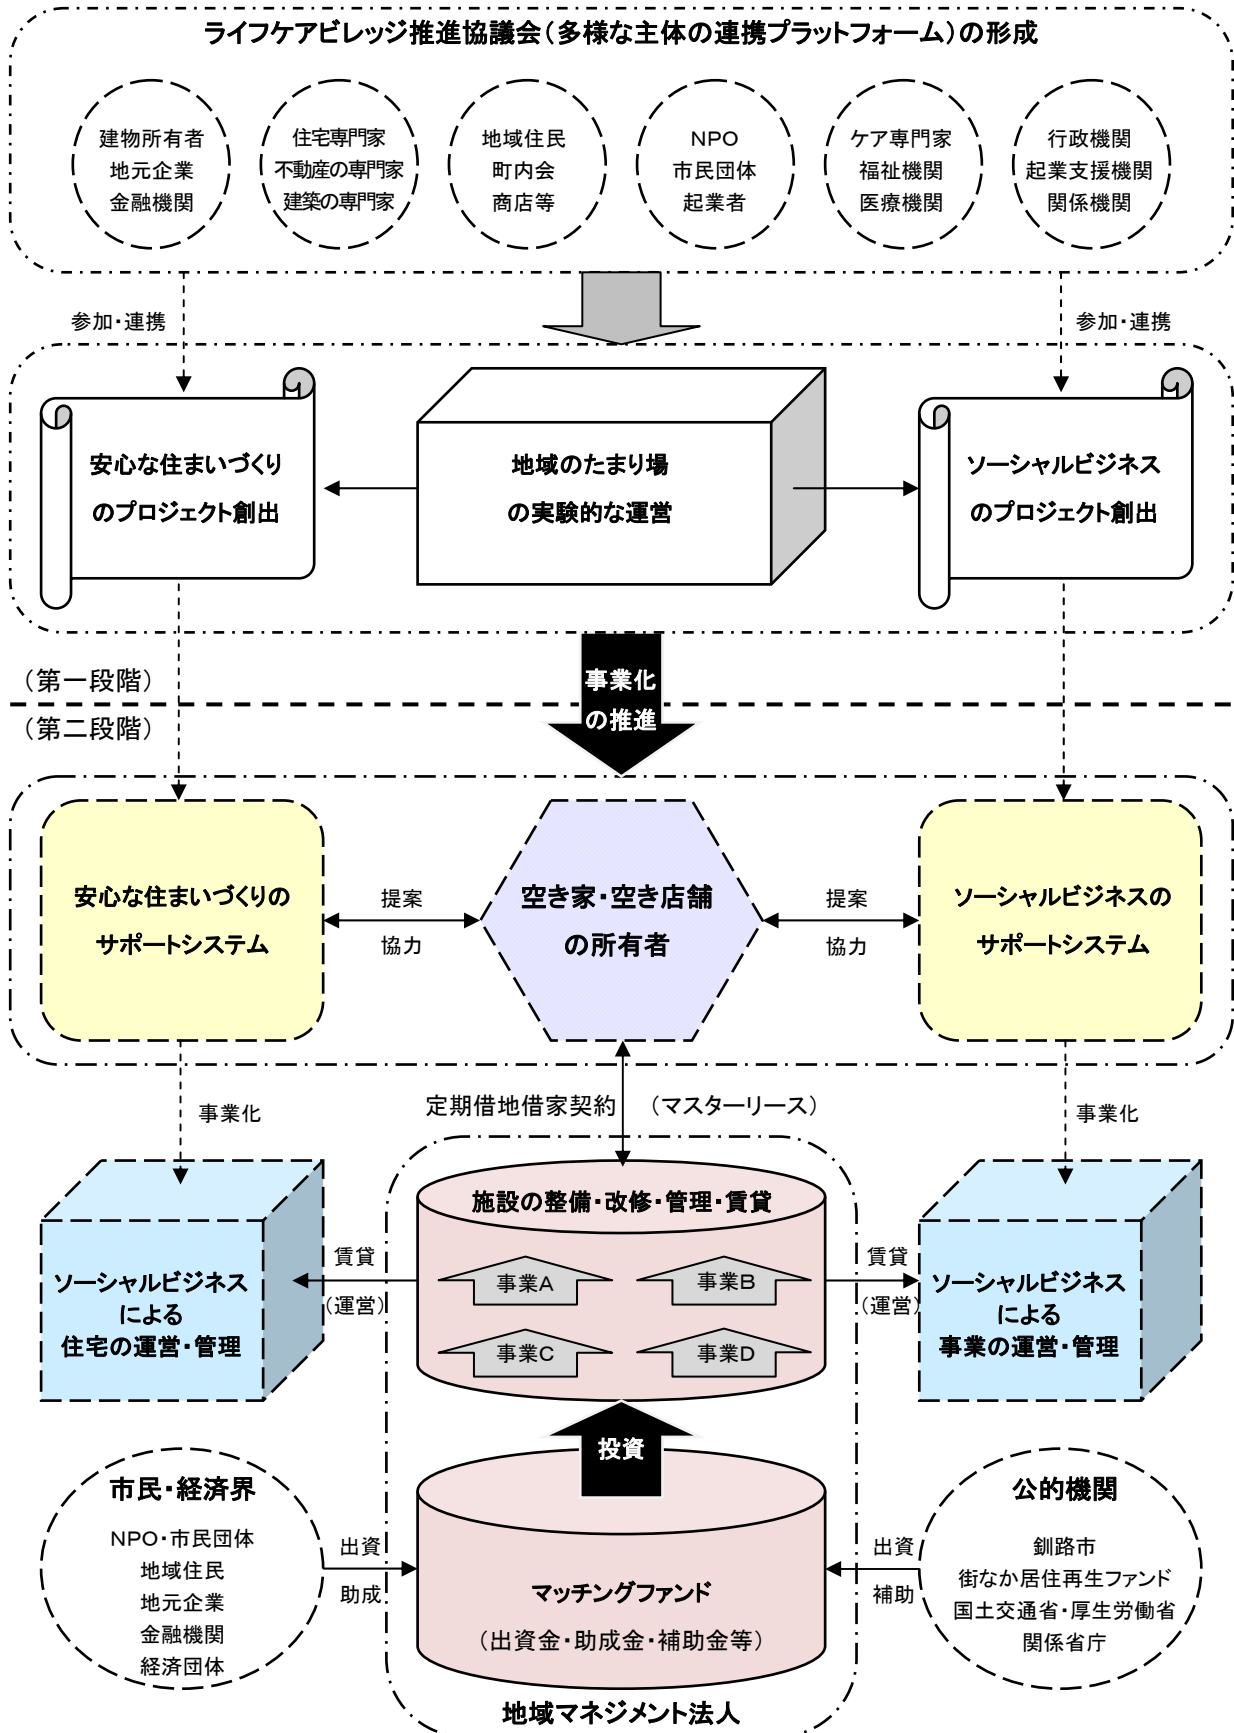 ライフケアビレッジ推進協議会(多様な主体の連携プラットフォーム)の形成
建物所有者
地元企業
金融機関
住宅専門家
不動産の専門家
建築の専門家
地域住民
町内会
商店等
NPO
市民団体
起業者
ケア専門家
福祉機関
医療機関
行政機関
起業支援機関
関係機関
参加・連携
参加・連携
安心な住まいづくり
のプロジェクト創出
地域のたまり場
の実験的な運営
ソーシャルビジネス
のプロジェクト創出
(第一段階)
事業化
の推進
(第二段階)
安心な住まいづくりの
サポートシステム
提案
協力
空き家・空き店舗
の所有者
提案
協力
ソーシャルビジネスの
サポートシステム
事業化
定期借地借家契約 (マスターリース)
事業化
ソーシャルビジネス
による
住宅の運営・管理
賃貸
(運営)
施設の整備・改修・管理・賃貸
事業A
事業B
事業C
事業D
賃貸
(運営)
ソーシャルビジネス
による
事業の運営・管理
投資
市民・経済界
NPO・市民団体
地域住民
地元企業
金融機関
経済団体
出資
助成
マッチングファンド
(出資金・助成金・補助金等)
出資
補助
公的機関
釧路市
街なか居住再生ファンド
国土交通省・厚生労働省
関係省庁
地域マネジメント法人